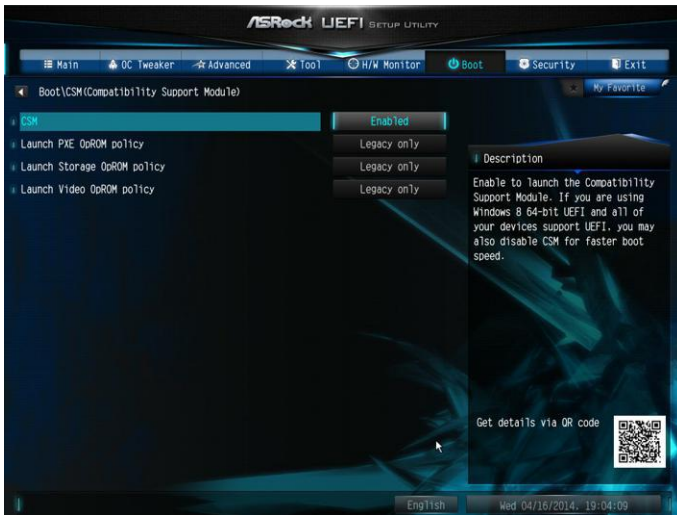 ASRock UEFI SETUP UTILITY
Main OC Tweaker Advanced Tool H/W Monitor Boot Security Exit
Boot\CSM(Compatibility Support Module)
My Favorite
CSM Enabled
Launch PXE OpROM policy Legacy only
Launch Storage OpROM policy Legacy only
Launch Video OpROM policy Legacy only
Description
Enable to launch the Compatibility
Support Module. If you are using
Windows 8 64-bit UEFI and all of
your devices support UEFI, you may
also disable CSM for faster boot
speed.
Get details via QR code
English
Wed 04/16/2014. 19:04:09